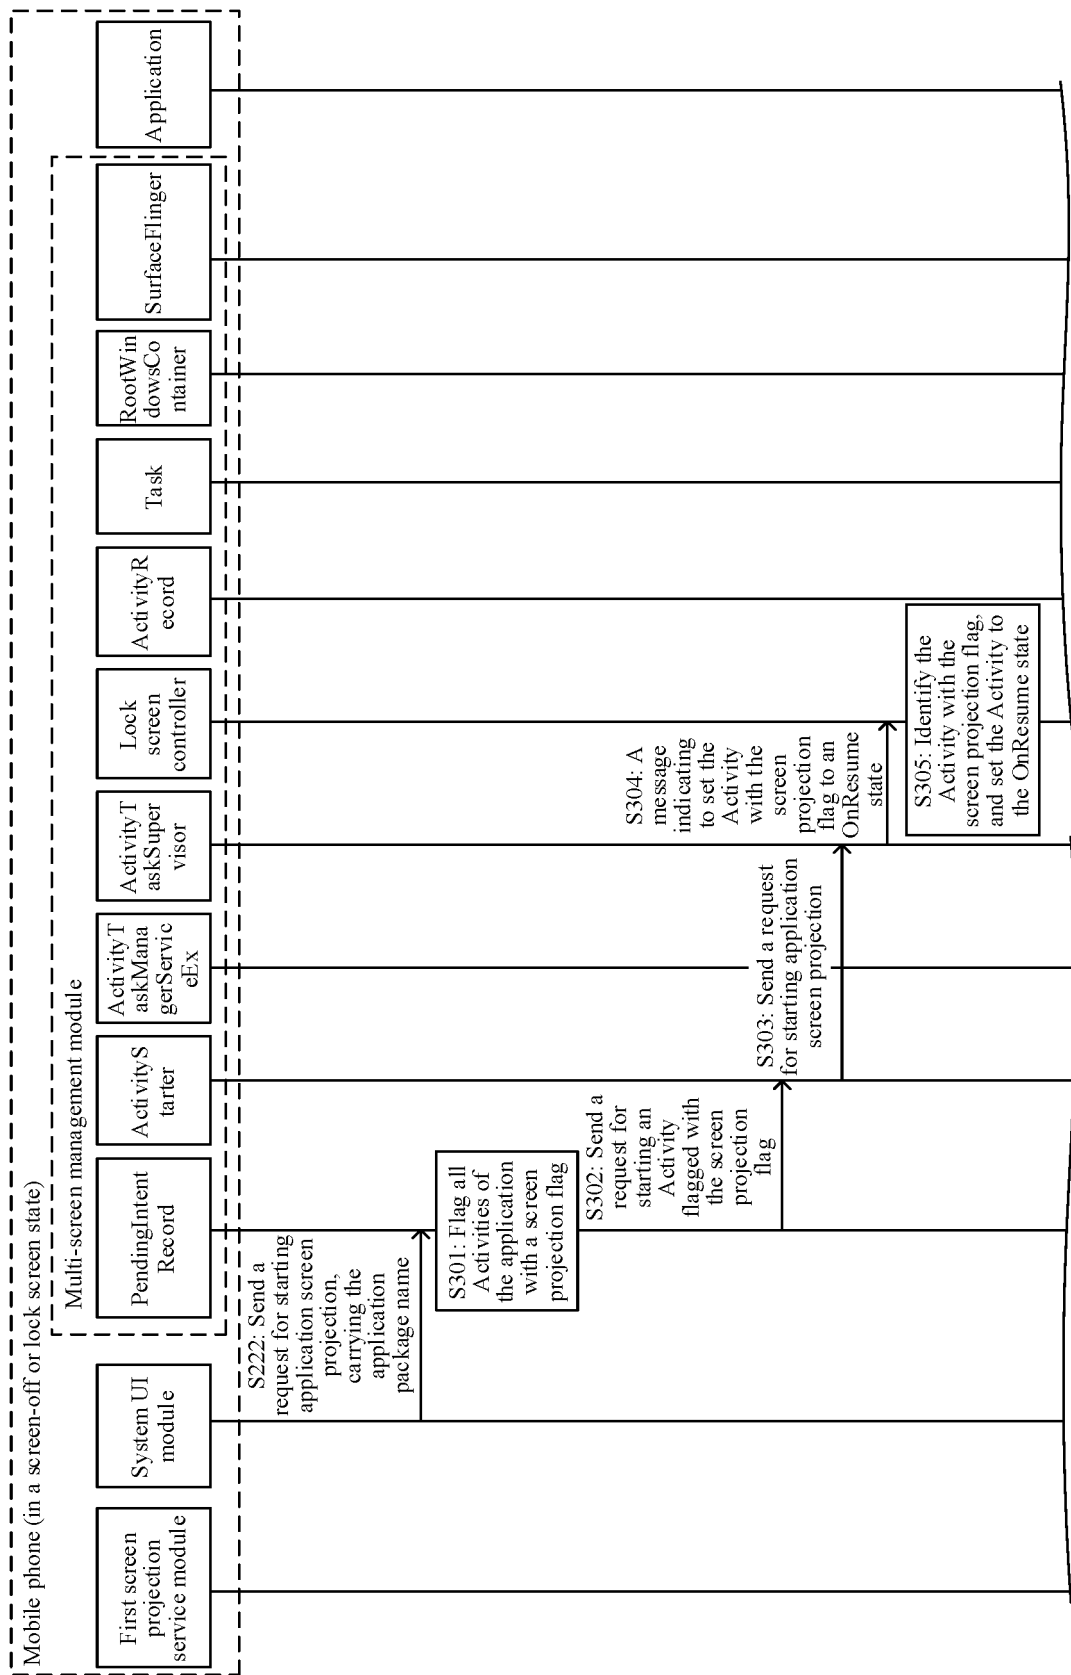 Mobile phone (in a screen-off or lock screen state)
Multi-screen management module
First screen
projection
service module
System UI
module
PendingIntent
Record
ActivityS
tarter
ActivityT
askMana
gerServic
eEx
ActivityT
askSuper
visor
Lock
screen
controller
ActivityR
ecord
Task
RootWin
dowsCo
ntainer
SurfaceFlinger
Application
S222: Send a
request for starting
application screen
projection,
carrying the
application
package name
S301: Flag all
Activities of
the application
with a screen
projection flag
S302: Send a
request for
starting an
Activity
flagged with
the screen
projection
flag
S303: Send a request
for starting application
screen projection
S304: A
message
indicating
to set the
Activity
with the
screen
projection
flag to an
OnResume
state
S305: Identify the
Activity with the
screen projection flag,
and set the Activity to
the OnResume state